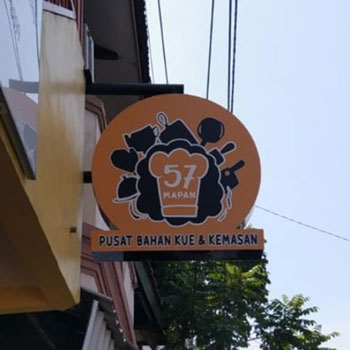 57
MAPAN
PUSAT BAHAN KUE & KEMASAN